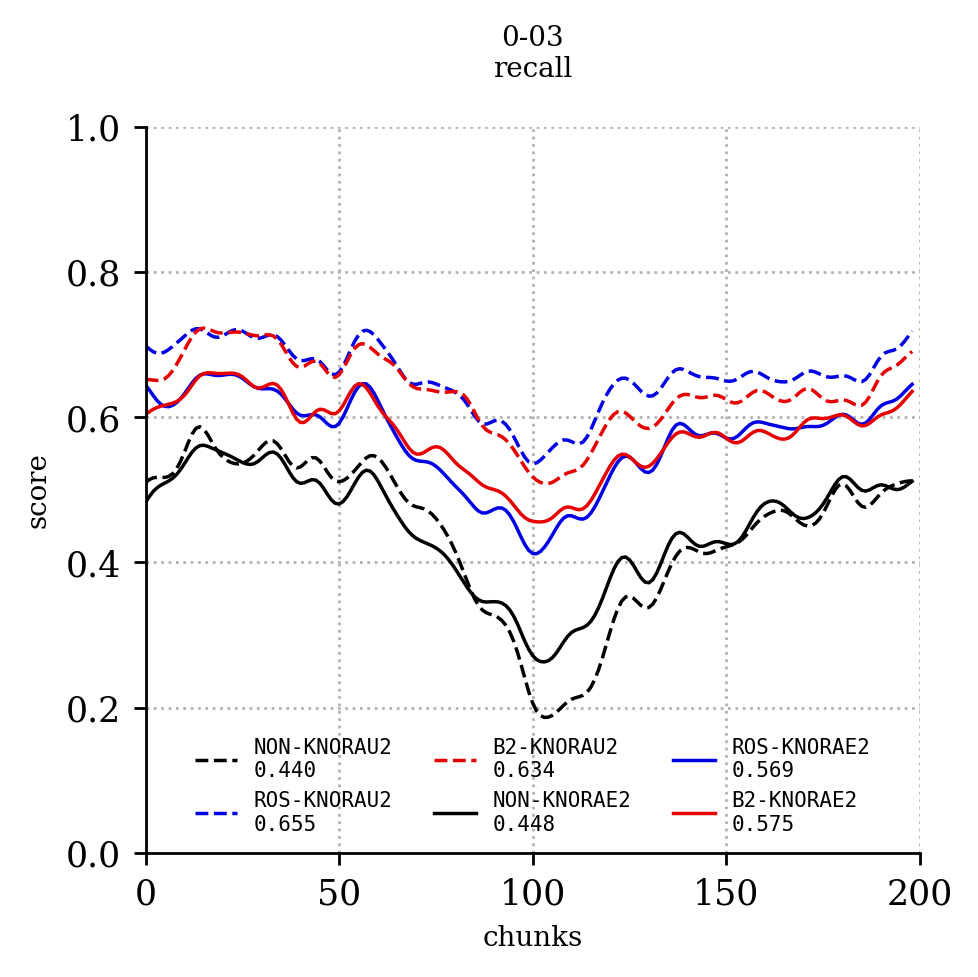 0-03
recall
1.0
0.8
0.6
0.4
0.2
0.0
score
NON-KNORAU2
0.440
ROS-KNORAU2
0.655
B2-KNORAU2
0.634
NON-KNORAE2
0.448
ROS-KNORAE2
0.569
B2-KNORAE2
0.575
0
50
100
150
200
chunks